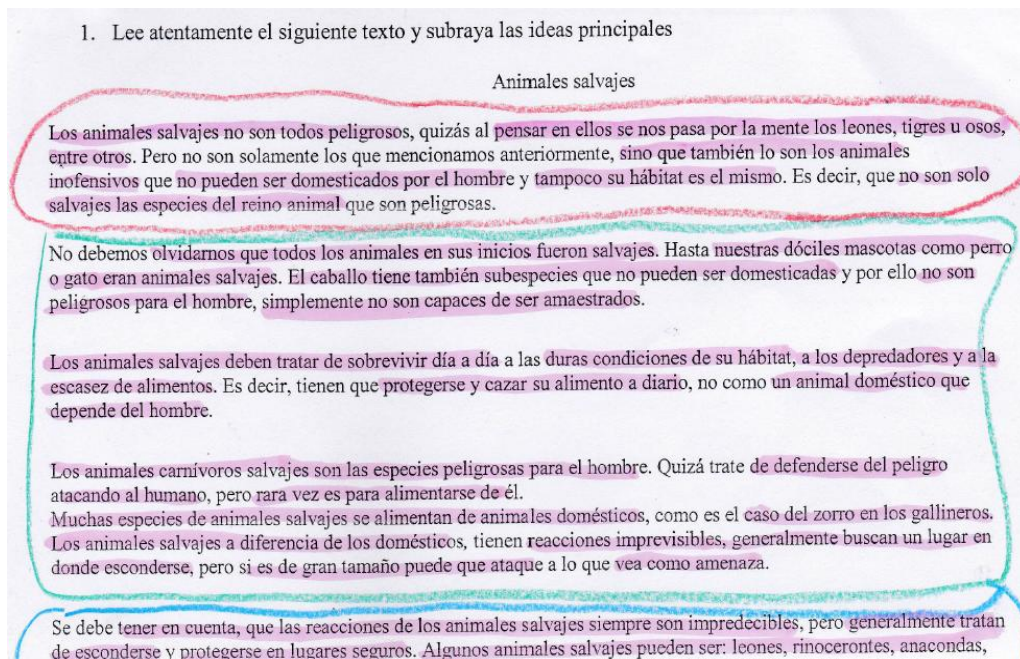 1. Lee atentamente el siguiente texto y subraya las ideas principales
Animales salvajes
Los animales salvajes no son todos peligrosos, quizás al pensar en ellos se nos pasa por la mente los leones, tigres u osos,
entre otros. Pero no son solamente los que mencionamos anteriormente, sino que también lo son los animales
inofensivos que no pueden ser domesticados por el hombre y tampoco su hábitat es el mismo. Es decir, que no son solo
salvajes las especies del reino animal que son peligrosas.
No debemos olvidarnos que todos los animales en sus inicios fueron salvajes. Hasta nuestras dóciles mascotas como perro
o gato eran animales salvajes. El caballo tiene también subespecies que no pueden ser domesticadas y por ello no son
peligrosos para el hombre, simplemente no son capaces de ser amaestrados.
Los animales salvajes deben tratar de sobrevivir día a día a las duras condiciones de su hábitat, a los depredadores y a la
escasez de alimentos. Es decir, tienen que protegerse y cazar su alimento a diario, no como un animal doméstico que
depende del hombre.
Los animales carnívoros salvajes son las especies peligrosas para el hombre. Quizá trate de defenderse del peligro
atacando al humano, pero rara vez es para alimentarse de él.
Muchas especies de animales salvajes se alimentan de animales domésticos, como es el caso del zorro en los gallineros.
Los animales salvajes a diferencia de los domésticos, tienen reacciones imprevisibles, generalmente buscan un lugar en
donde esconderse, pero si es de gran tamaño puede que ataque a lo que vea como amenaza.
Se debe tener en cuenta, que las reacciones de los animales salvajes siempre son impredecibles, pero generalmente tratan
de esconderse y protegerse en lugares seguros. Algunos animales salvajes pueden ser: leones, rinocerontes, anacondas,